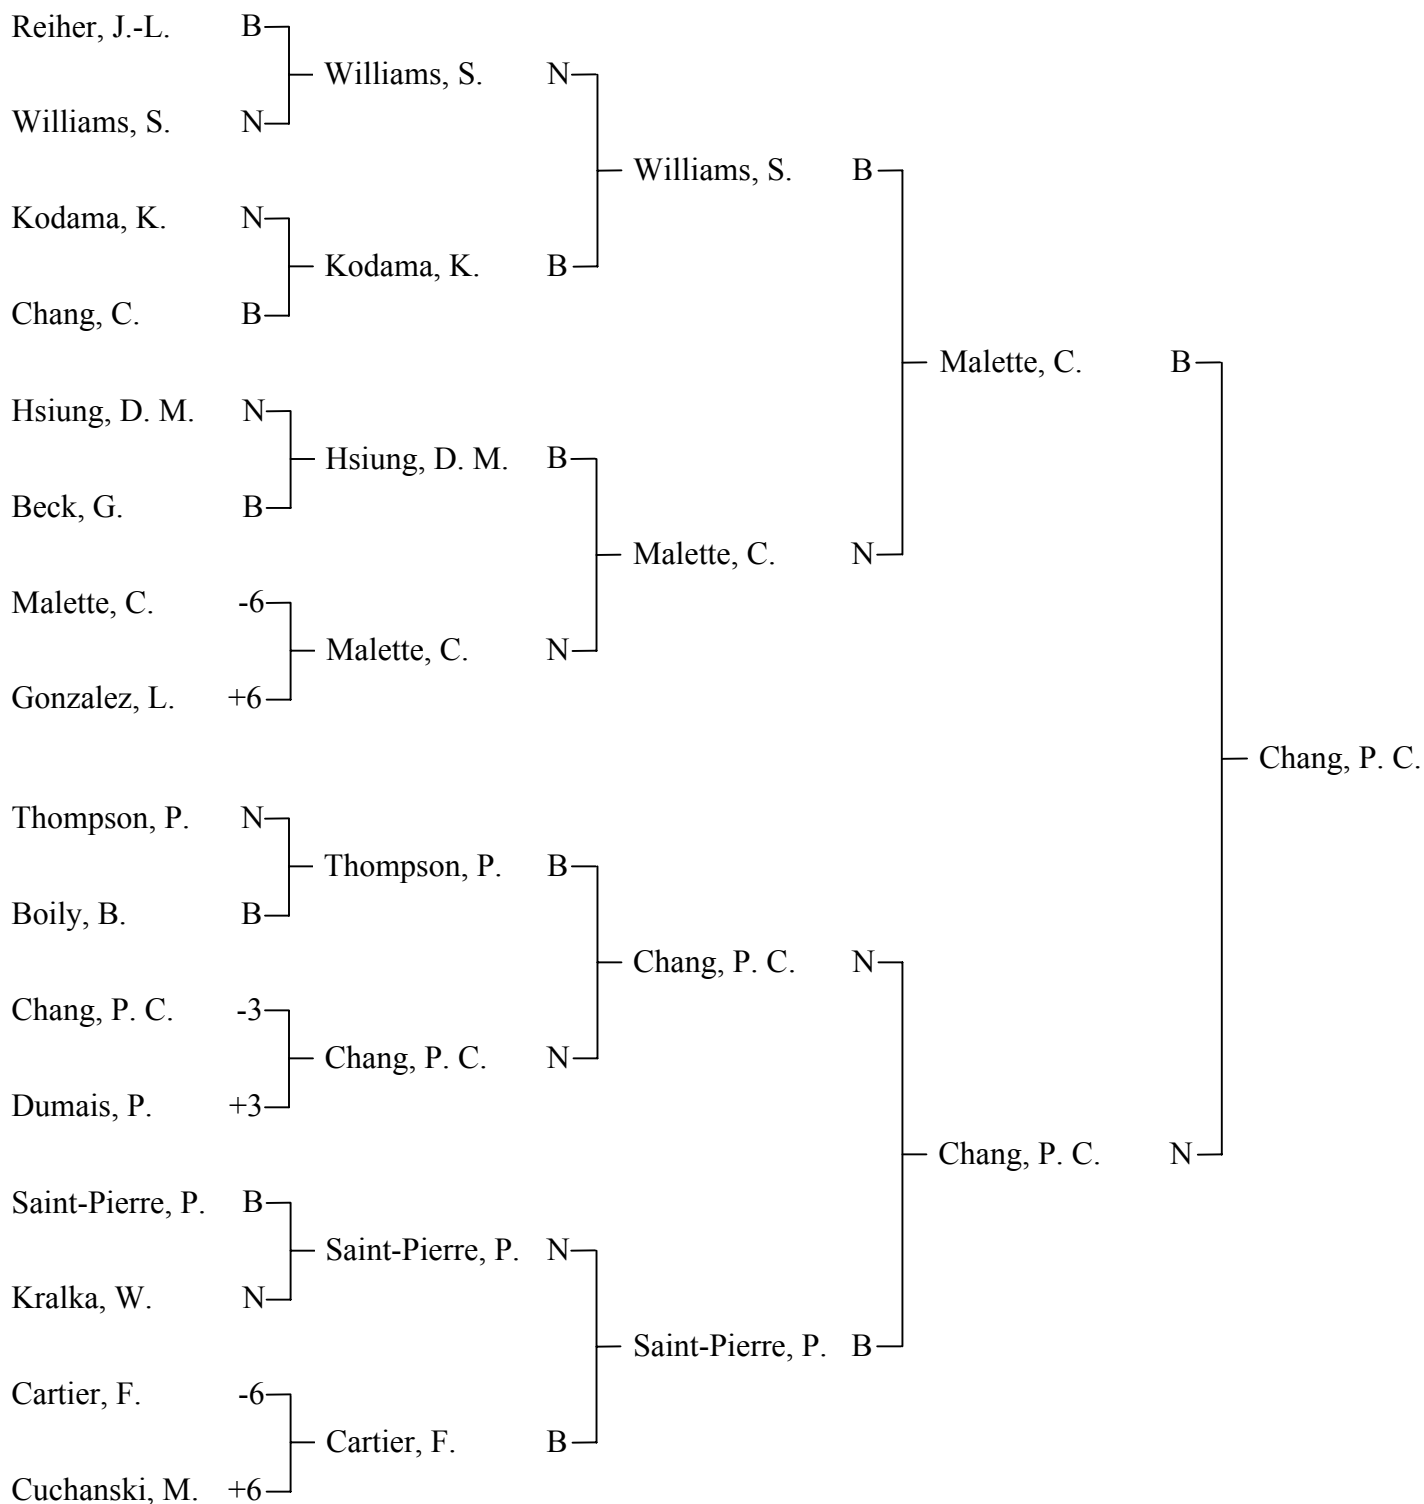 Reiher, J.-L. B
Williams, S. N
Williams, S. N
Williams, S. B
Kodama, K. N
Kodama, K. B
Chang, C. B
Malette, C. B
Hsiung, D. M. N
Hsiung, D. M. B
Beck, G. B
Malette, C. N
Malette, C. -6
Malette, C. N
Gonzalez, L. +6
Chang, P. C.
Thompson, P. N
Thompson, P. B
Boily, B. B
Chang, P. C. N
Chang, P. C. -3
Chang, P. C. N
Dumais, P. +3
Chang, P. C. N
Saint-Pierre, P. B
Saint-Pierre, P. N
Kralka, W. N
Saint-Pierre, P. B
Cartier, F. -6
Cartier, F. B
Cuchanski, M. +6